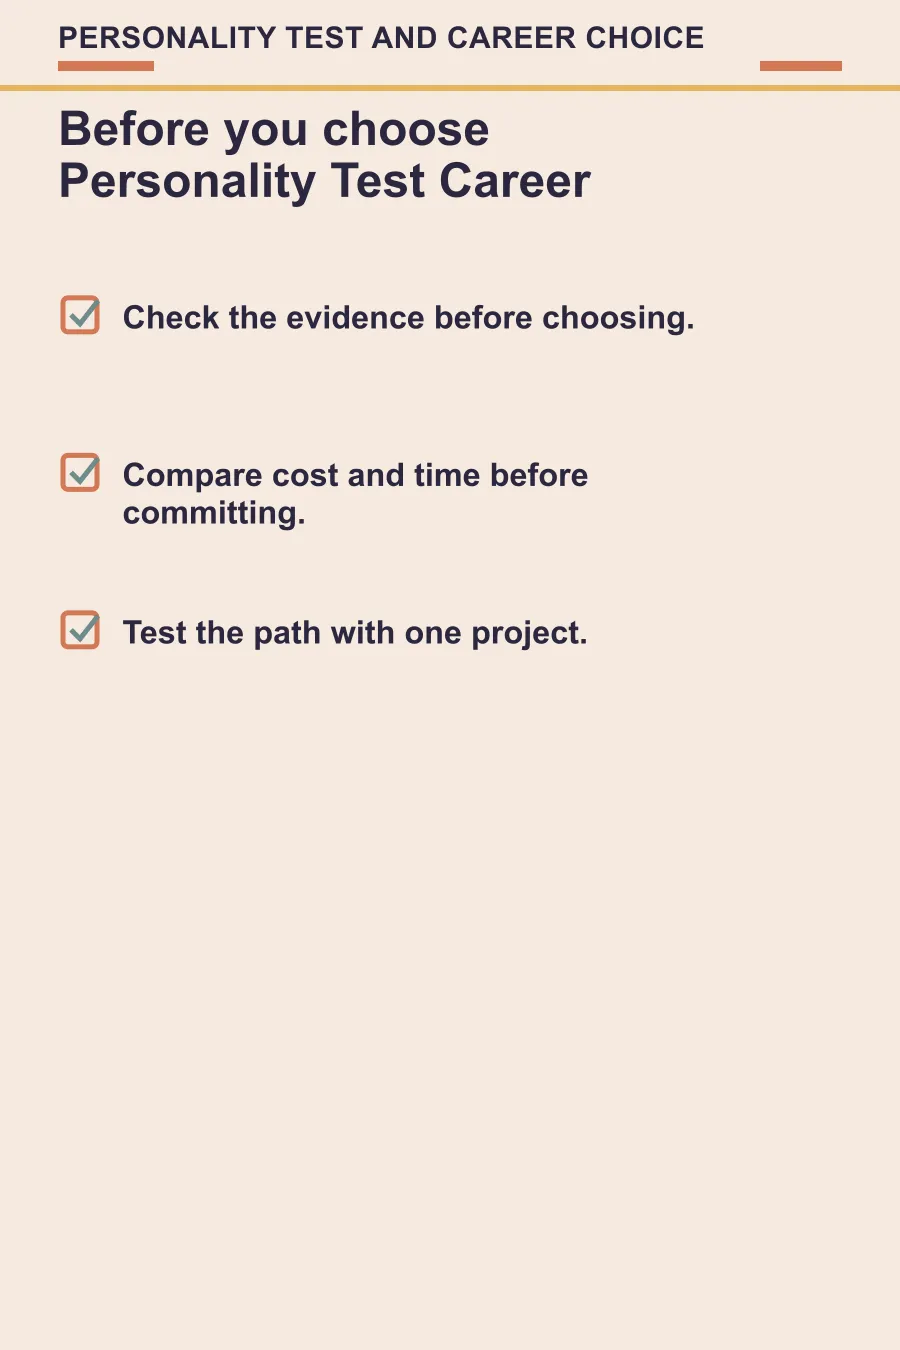 PERSONALITY TEST AND CAREER CHOICE
Before you choose
Personality Test Career
Check the evidence before choosing.
Compare cost and time before
committing.
Test the path with one project.